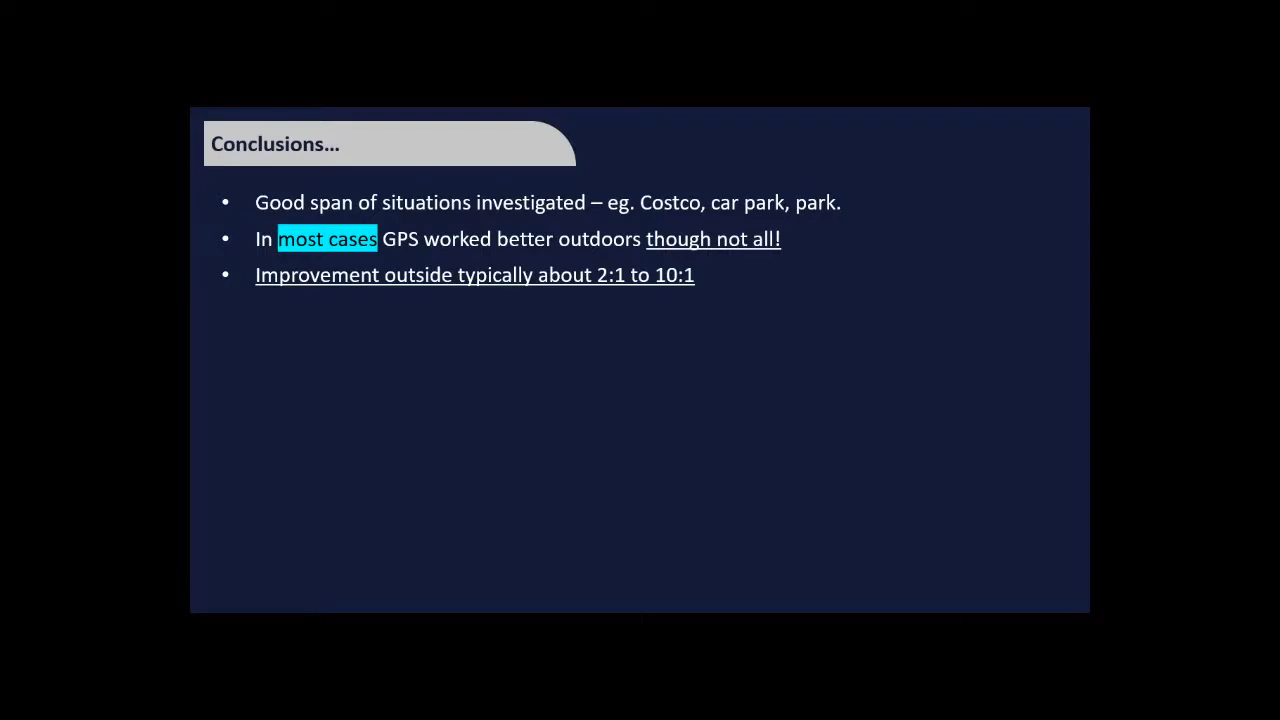 Conclusions...
• Good span of situations investigated – eg. Costco, car park, park.
• In most cases GPS worked better outdoors though not all!
• Improvement outside typically about 2:1 to 10:1